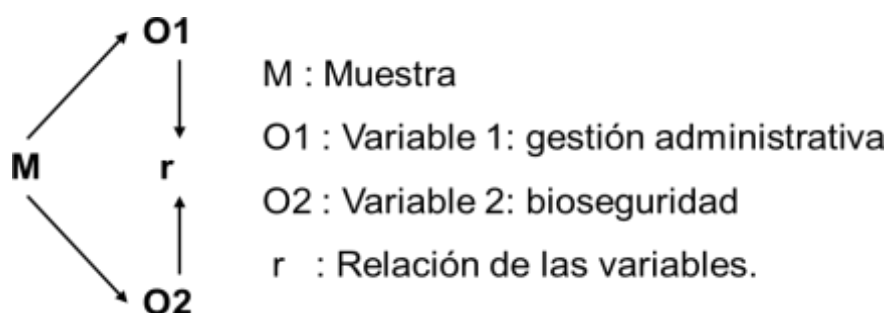 O1
M : Muestra
O1 : Variable 1: gestión administrativa
M r
O2 : Variable 2: bioseguridad
r : Relación de las variables.
O2